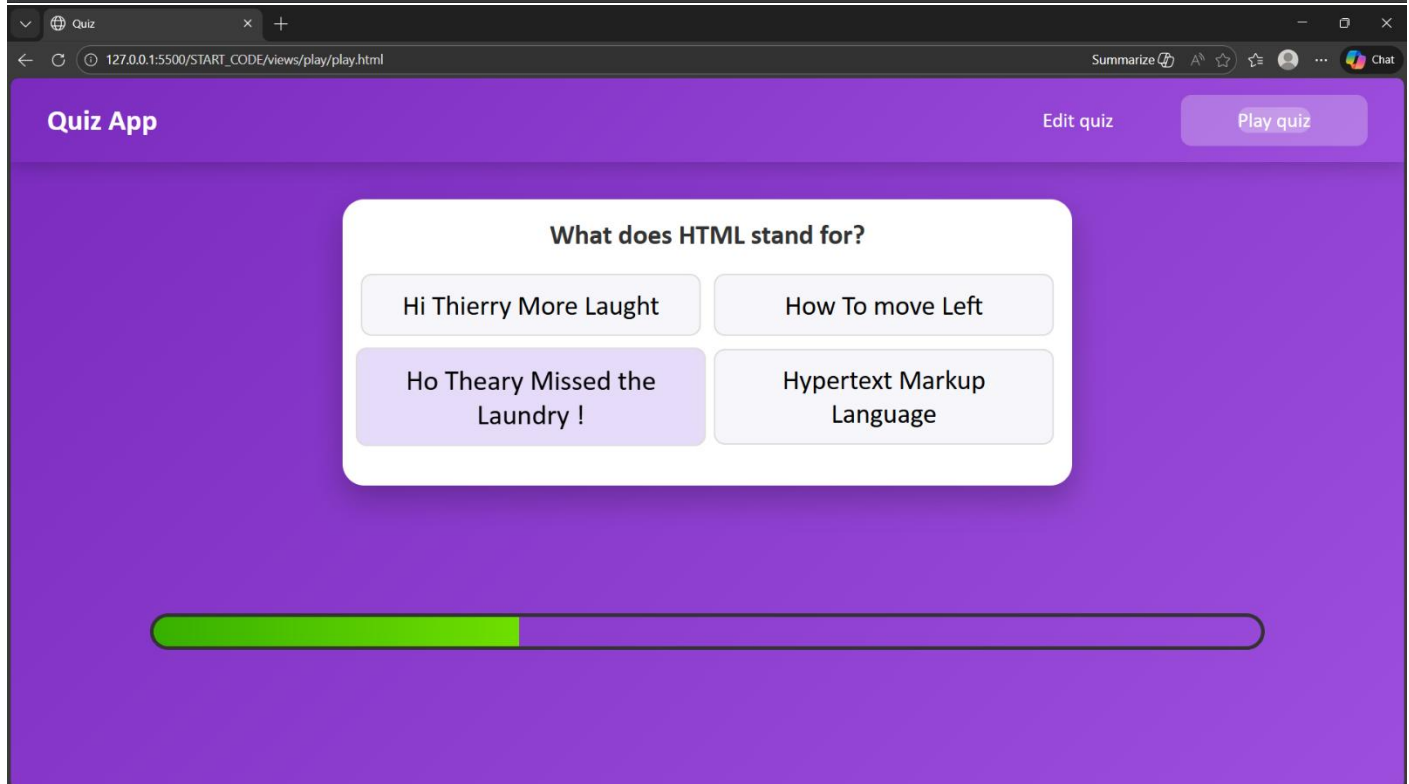 Quiz
127.0.0.1:5500/START_CODE/views/play/play.html
Summarize
Chat
Quiz App
Edit quiz
Play quiz
What does HTML stand for?
Hi Thierry More Laught
How To move Left
Ho Theary Missed the
Laundry !
Hypertext Markup
Language